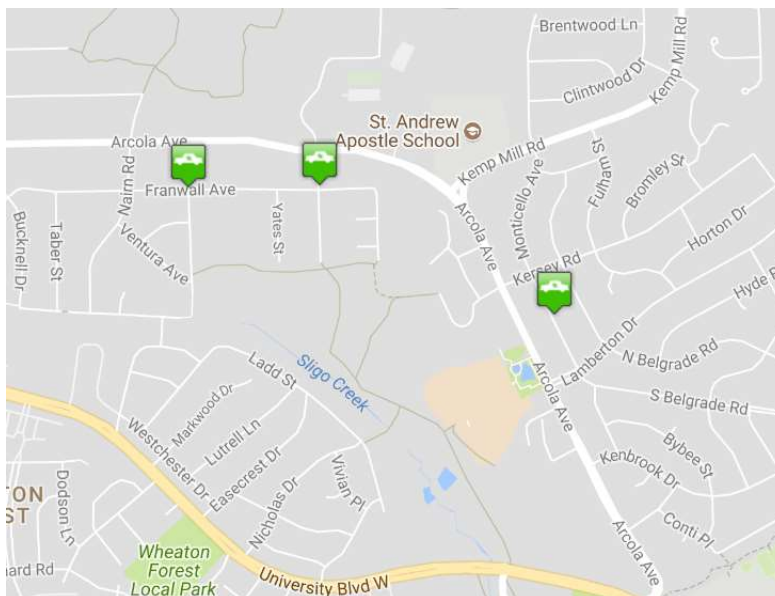 Brentwood Ln
Clintwood Dr
Kemp Mill Rd
St. Andrew
Apostle School
Arcola Ave
Kemp Mill Rd
Fulham St
Bromley St
Nairn Rd
Franwall Ave
Monticello Ave
Bucknell Dr
Taber St
Yates St
Arcola Ave
Horton Dr
Ventura Ave
Kersey Rd
Hyde
Lamberton Dr
Sligo Creek
Ladd St
N Belgrade Rd
Markwood Dr
Arcola Ave
S Belgrade Rd
Westchester Dr
Lutrell Ln
Easecrest Dr
Vivian Pl
Bybee St
Kenbrook Dr
TON
ST
Dodson Ln
Nicholas Dr
Conti Pl
Wheaton
Forest
Local Park
Arcola Ave
nard Rd
University Blvd W